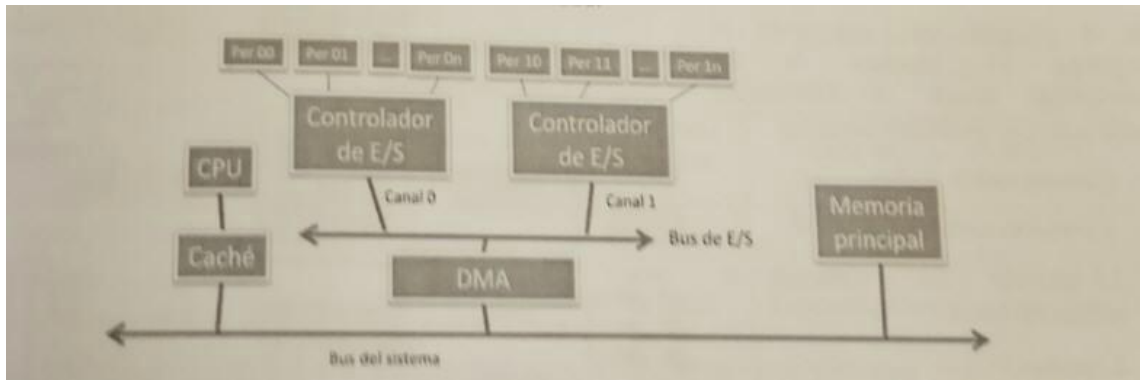 Per 00 Per 01 ... Per 0n Per 10 Per 11 ... Per 1n
Controlador
de E/S
Controlador
de E/S
CPU
Canal 0
Canal 1
Memoria
principal
Bus de E/S
Caché
DMA
Bus del sistema